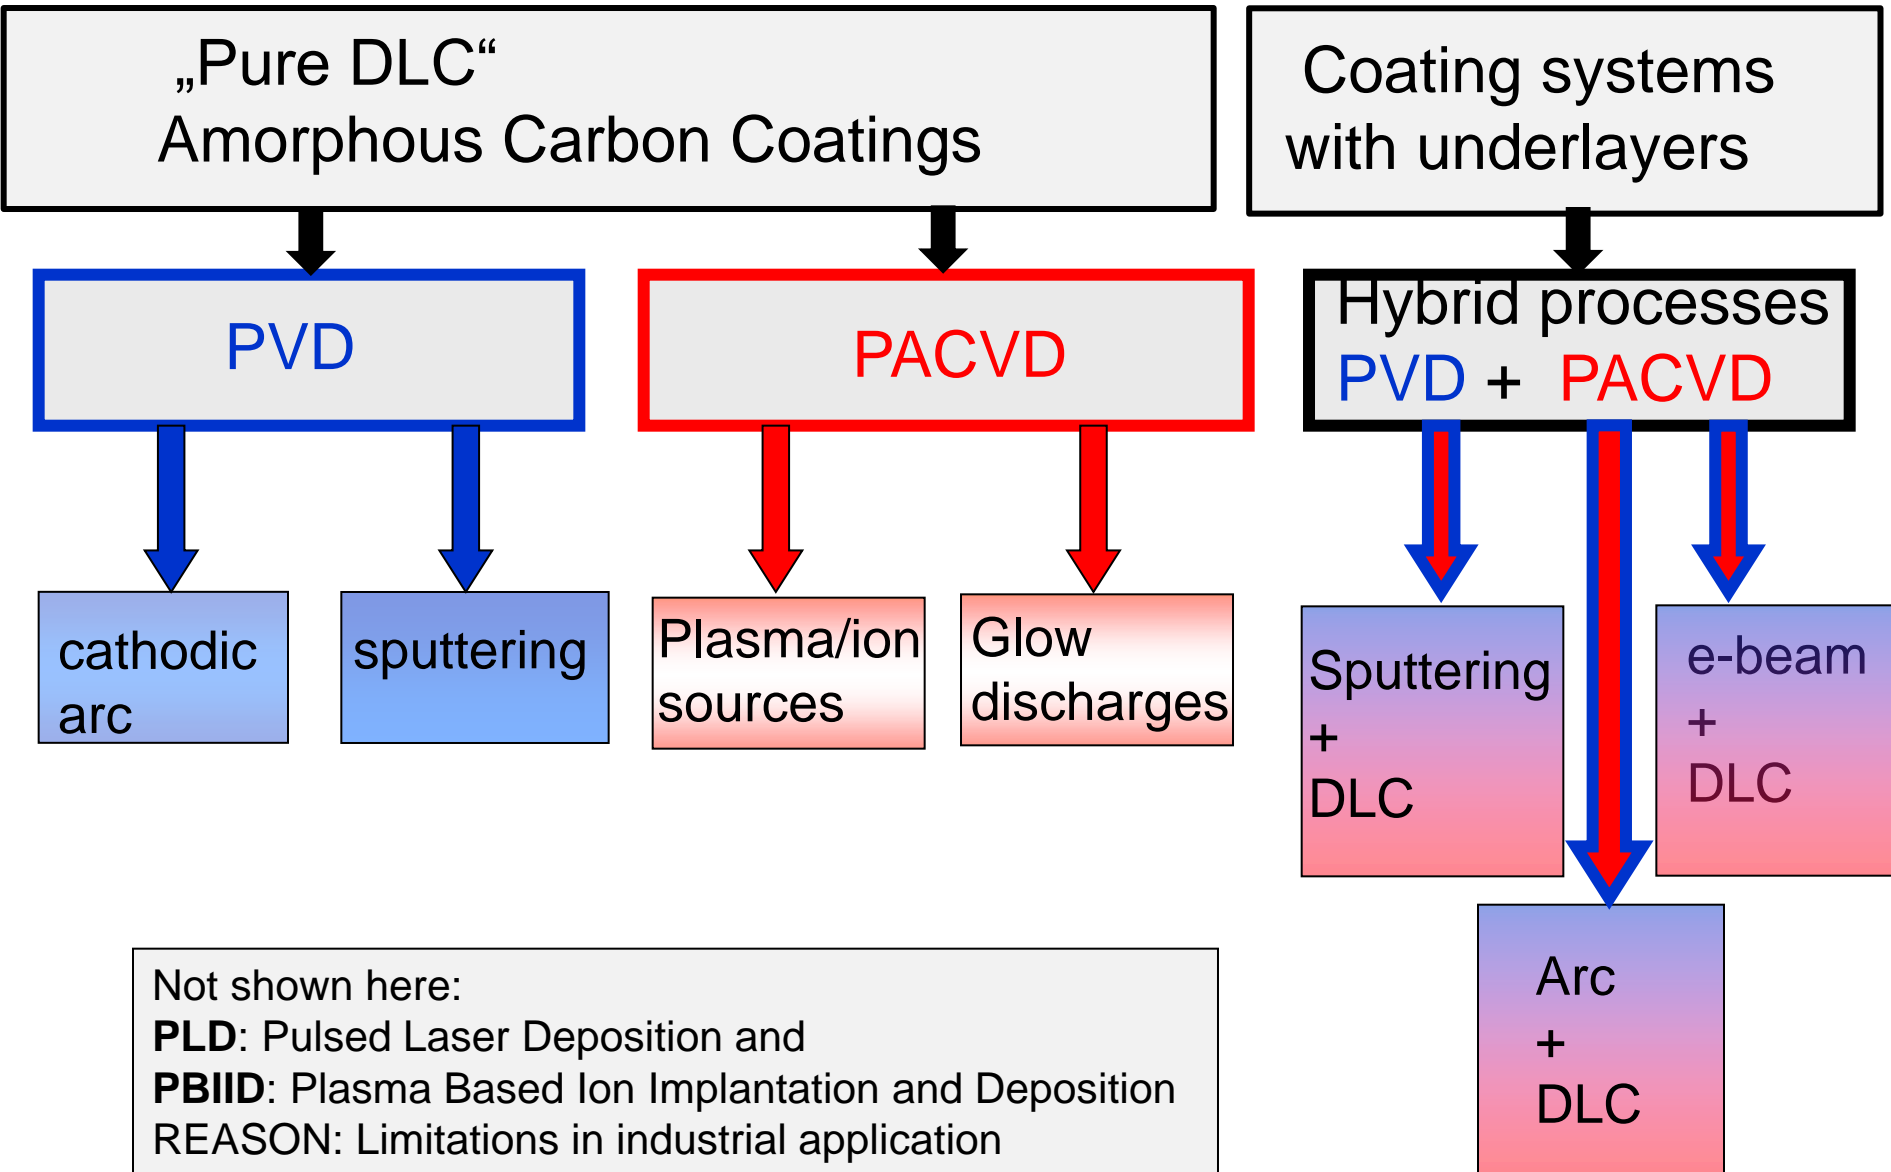 „Pure DLC“
Amorphous Carbon Coatings
Coating systems
with underlayers
PVD
PACVD
Hybrid processes
PVD + PACVD
cathodic
arc
sputtering
Plasma/ion
sources
Glow
discharges
Sputtering
+
DLC
e-beam
+
DLC
Arc
+
DLC
Not shown here:
PLD: Pulsed Laser Deposition and
PBIID: Plasma Based Ion Implantation and Deposition
REASON: Limitations in industrial application